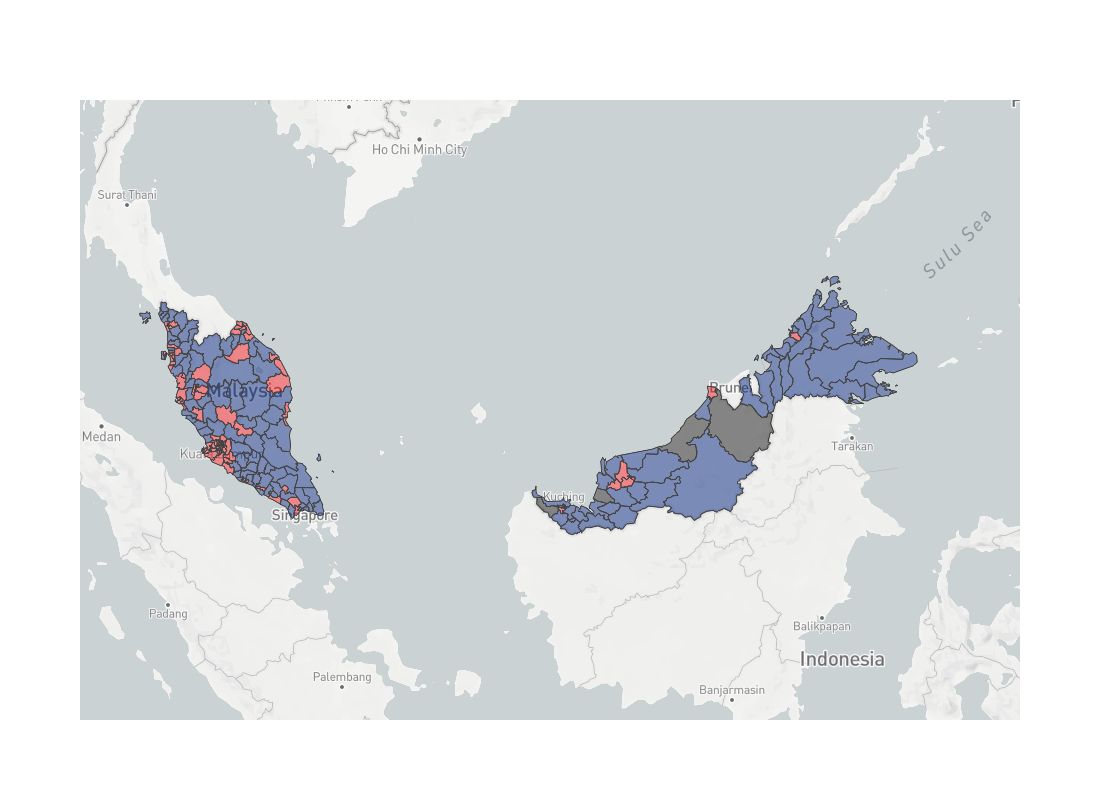 Ho Chi Minh City
Surat Thani
Sulu Sea
Malaysia
Brunei
Medan
Tarakan
Kuching
Singapore
Padang
Balikpapan
Indonesia
Palembang
Banjarmasin